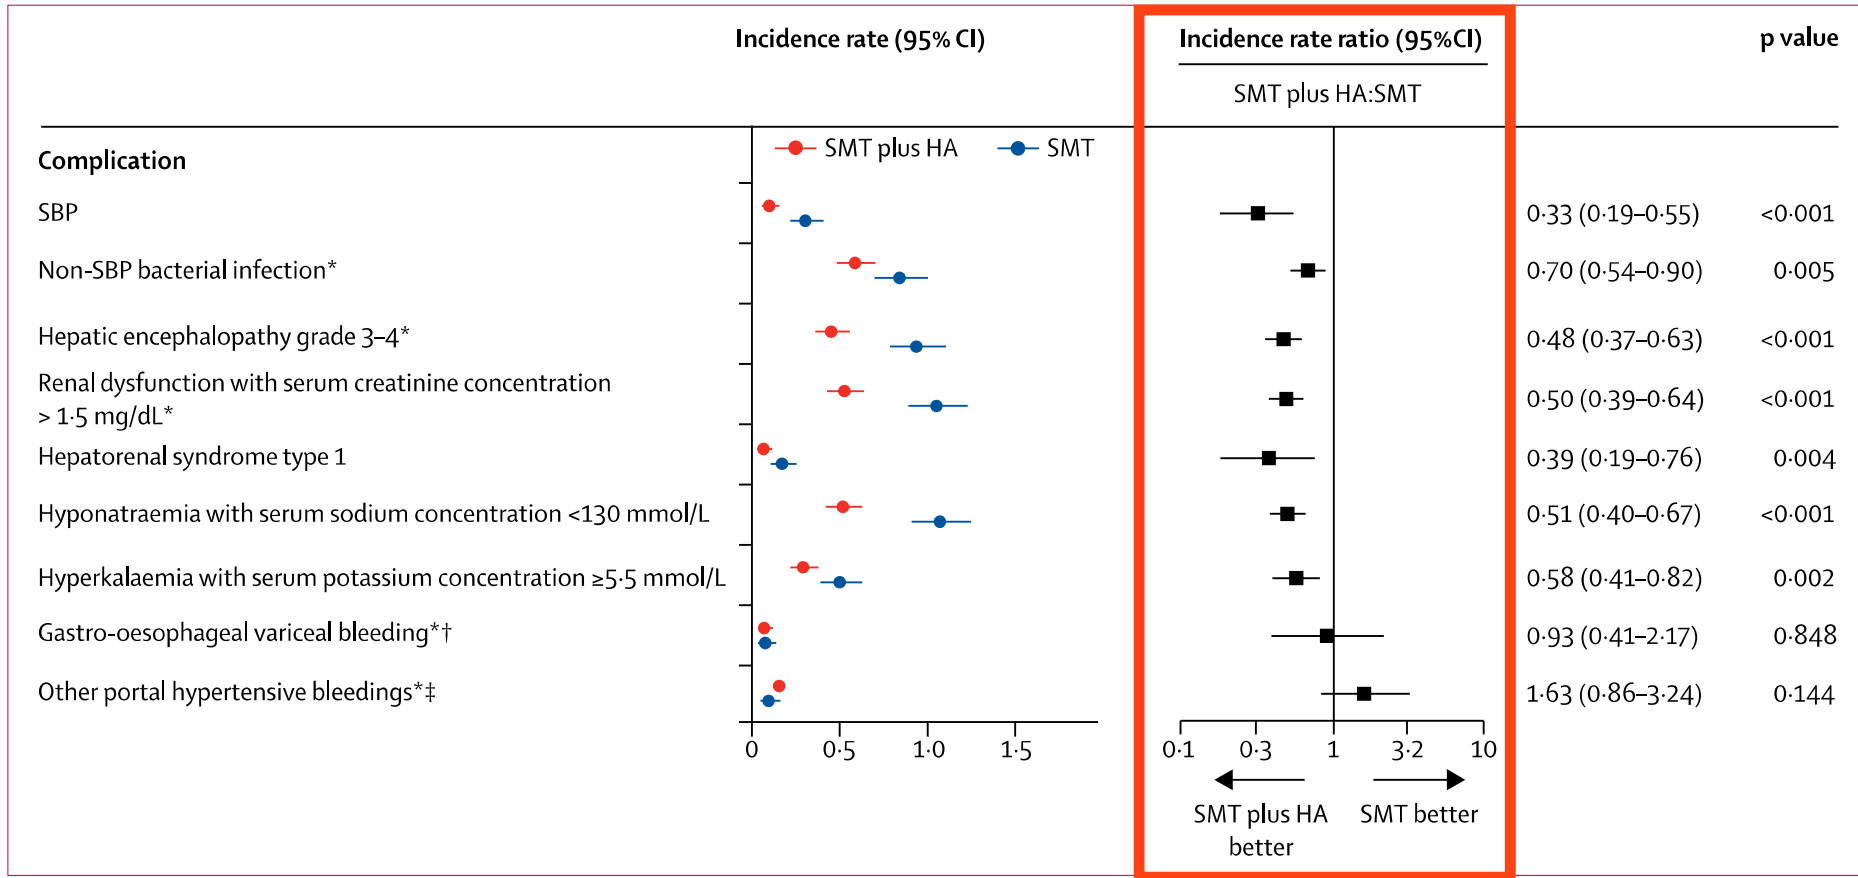 Incidence rate (95% CI)
Incidence rate ratio (95%CI)
p value
SMT plus HA:SMT
Complication
SMT plus HA
SMT
SBP
0·33 (0·19–0·55)
<0·001
Non-SBP bacterial infection*
0·70 (0·54–0·90)
0·005
Hepatic encephalopathy grade 3–4*
0·48 (0·37–0·63)
<0·001
Renal dysfunction with serum creatinine concentration
> 1·5 mg/dL*
0·50 (0·39–0·64)
<0·001
Hepatorenal syndrome type 1
0·39 (0·19–0·76)
0·004
Hyponatraemia with serum sodium concentration <130 mmol/L
0·51 (0·40–0·67)
<0·001
Hyperkalaemia with serum potassium concentration ≥5·5 mmol/L
0·58 (0·41–0·82)
0·002
Gastro-oesophageal variceal bleeding*†
0·93 (0·41–2·17)
0·848
Other portal hypertensive bleedings*‡
1·63 (0·86–3·24)
0·144
0
0·5
1·0
1·5
0·1
0·3
1
3·2
10
SMT plus HA
better
SMT better